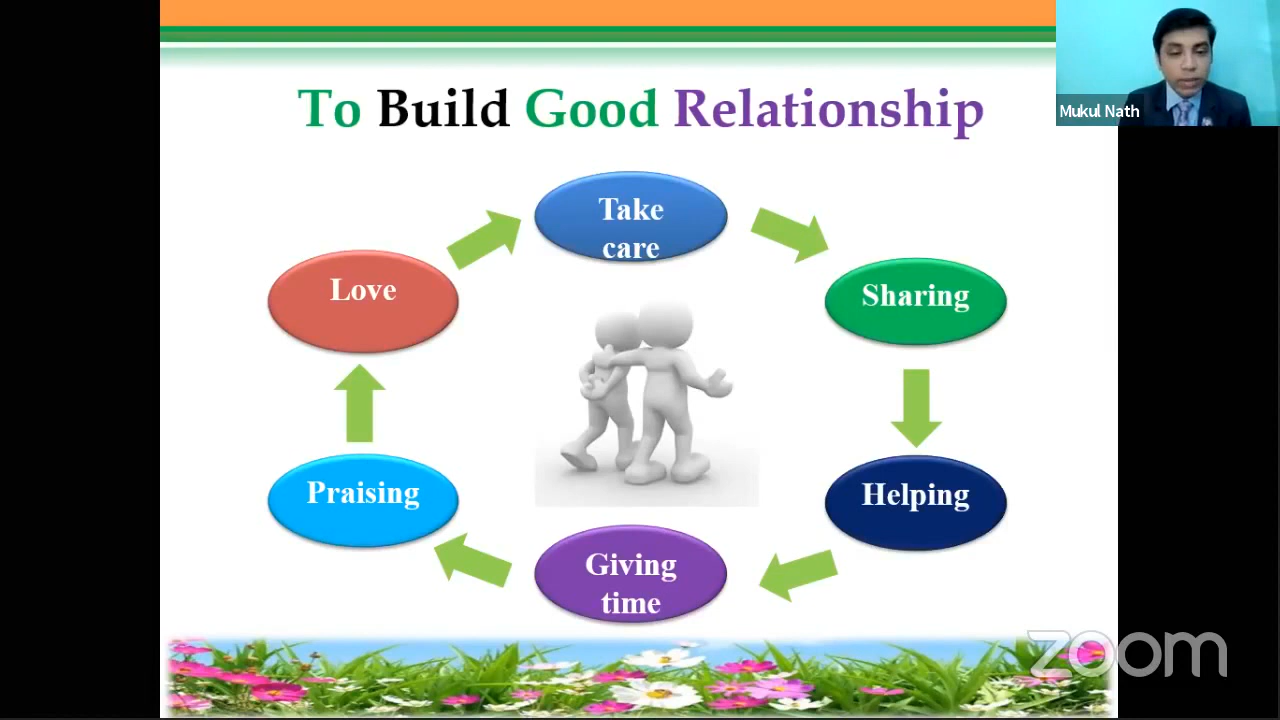 To Build Good Relationship
Mukul Nath
Take
care
Sharing
Helping
Giving
time
Praising
Love
zoom